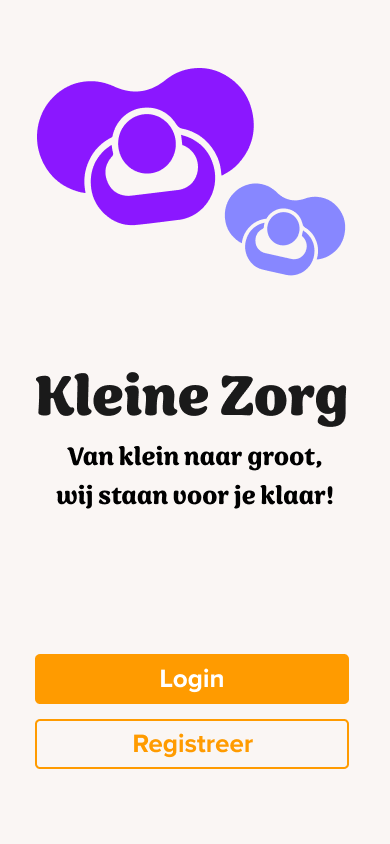 Kleine Zorg
Van klein naar groot,
wij staan voor je klaar!
Login
Registreer